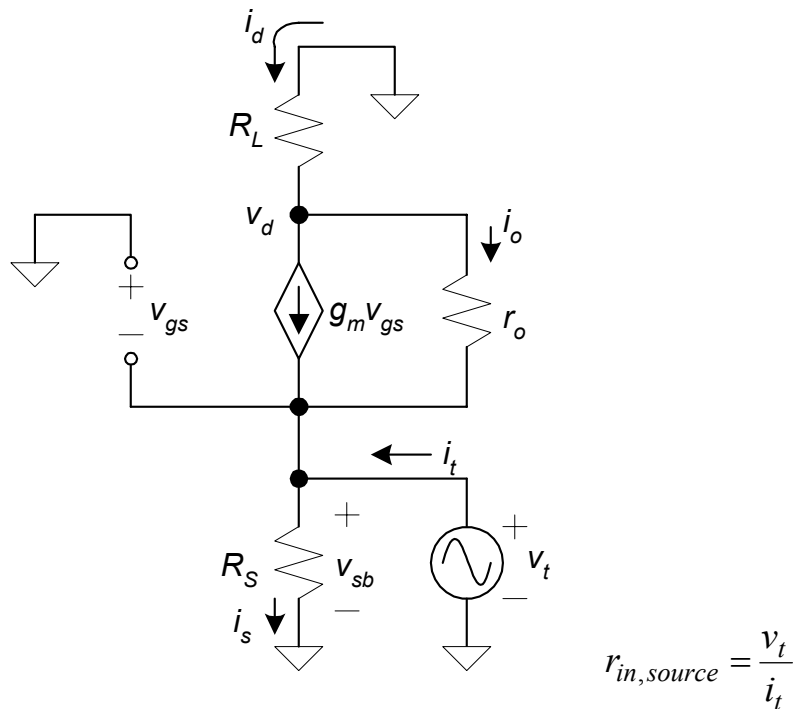 i_d
R_L
v_d
i_o
+
v_gs
–
g_m v_gs
r_o
i_t
+
R_S
v_sb
–
i_s
+
v_t
–
r_in,source = v_t / i_t